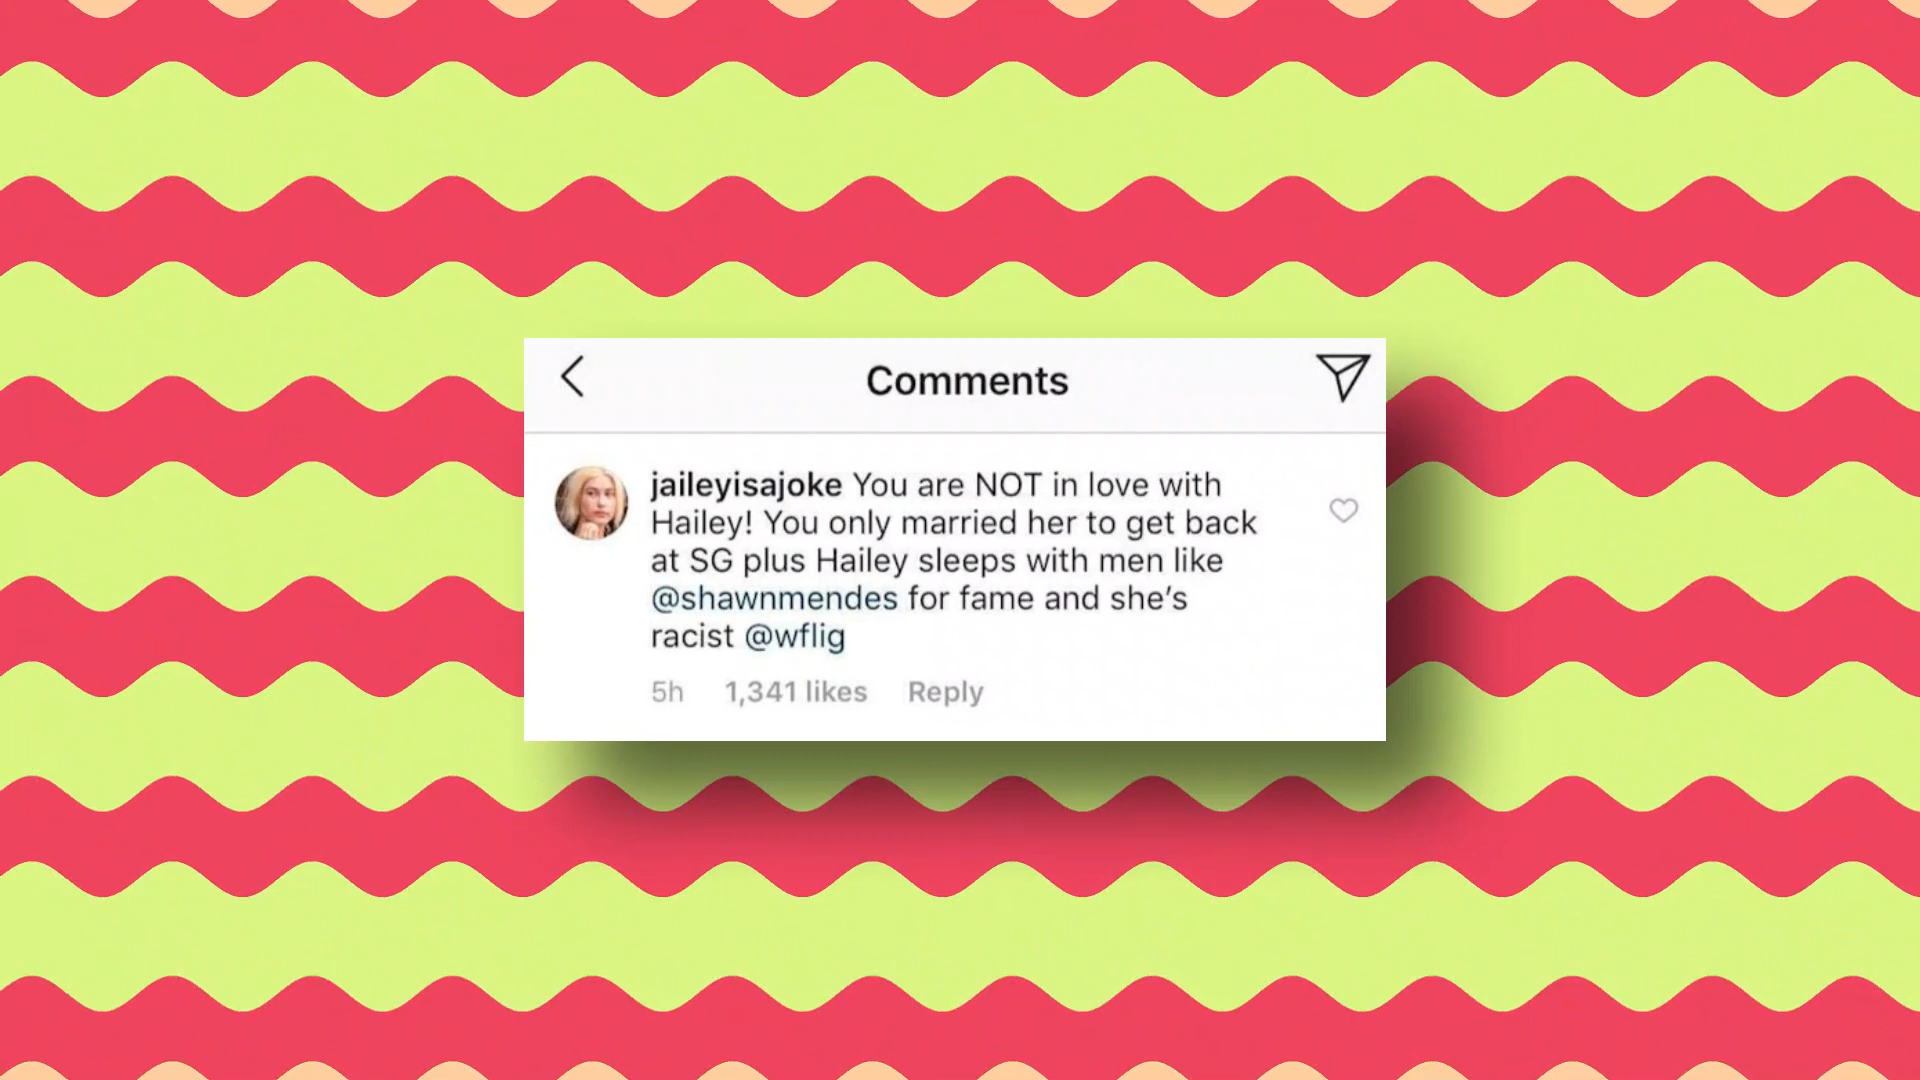 Comments
jaileyisajoke You are NOT in love with
Hailey! You only married her to get back
at SG plus Hailey sleeps with men like
@shawnmendes for fame and she’s
racist @wflig
5h 1,341 likes Reply